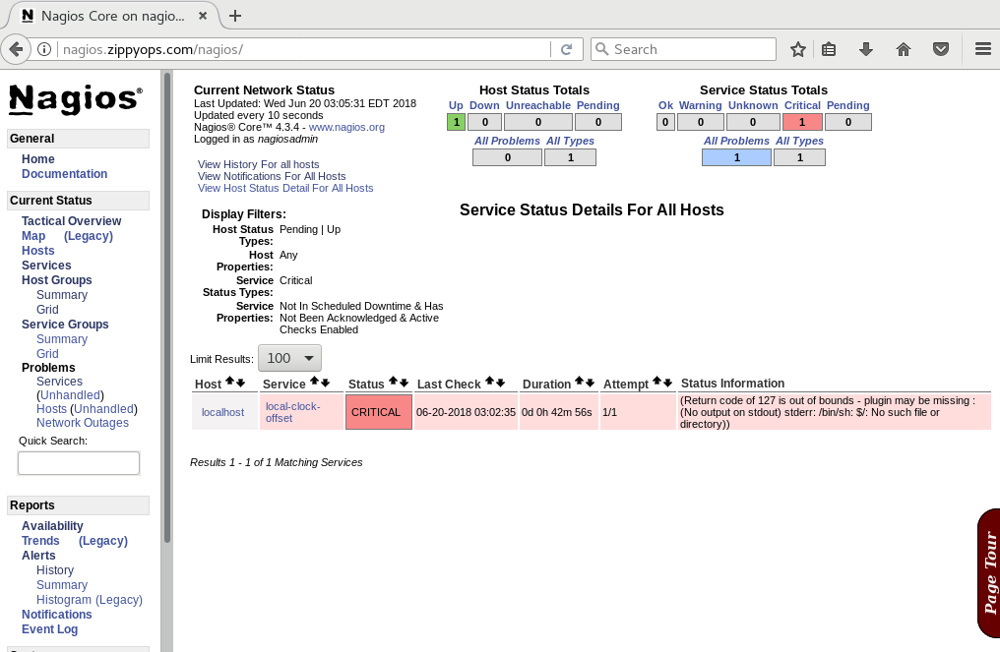 Nagios Core on nagio...
nagios.zippyops.com/nagios/
Search
Nagios®
General
Home
Documentation
Current Status
Tactical Overview
Map (Legacy)
Hosts
Services
Host Groups
Summary
Grid
Service Groups
Summary
Grid
Problems
Services
(Unhandled)
Hosts (Unhandled)
Network Outages
Quick Search:
Reports
Availability
Trends (Legacy)
Alerts
History
Summary
Histogram (Legacy)
Notifications
Event Log
Current Network Status
Last Updated: Wed Jun 20 03:05:31 EDT 2018
Updated every 10 seconds
Nagios® Core™ 4.3.4 - www.nagios.org
Logged in as nagiosadmin
View History For all hosts
View Notifications For All Hosts
View Host Status Detail For All Hosts
Host Status Totals
Up Down Unreachable Pending
1 0 0 0
All Problems All Types
0 1
Service Status Totals
Ok Warning Unknown Critical Pending
0 0 0 1 0
All Problems All Types
1 1
Display Filters:
Host Status Types: Pending | Up
Host Properties: Any
Service Status Types: Critical
Service Properties: Not In Scheduled Downtime & Has
Not Been Acknowledged & Active
Checks Enabled
Service Status Details For All Hosts
Limit Results: 100
Host Service Status Last Check Duration Attempt Status Information
localhost local-clock-offset CRITICAL 06-20-2018 03:02:35 0d 0h 42m 56s 1/1 (Return code of 127 is out of bounds - plugin may be missing :
(No output on stdout) stderr: /bin/sh: $/: No such file or
directory))
Results 1 - 1 of 1 Matching Services
Page Tour